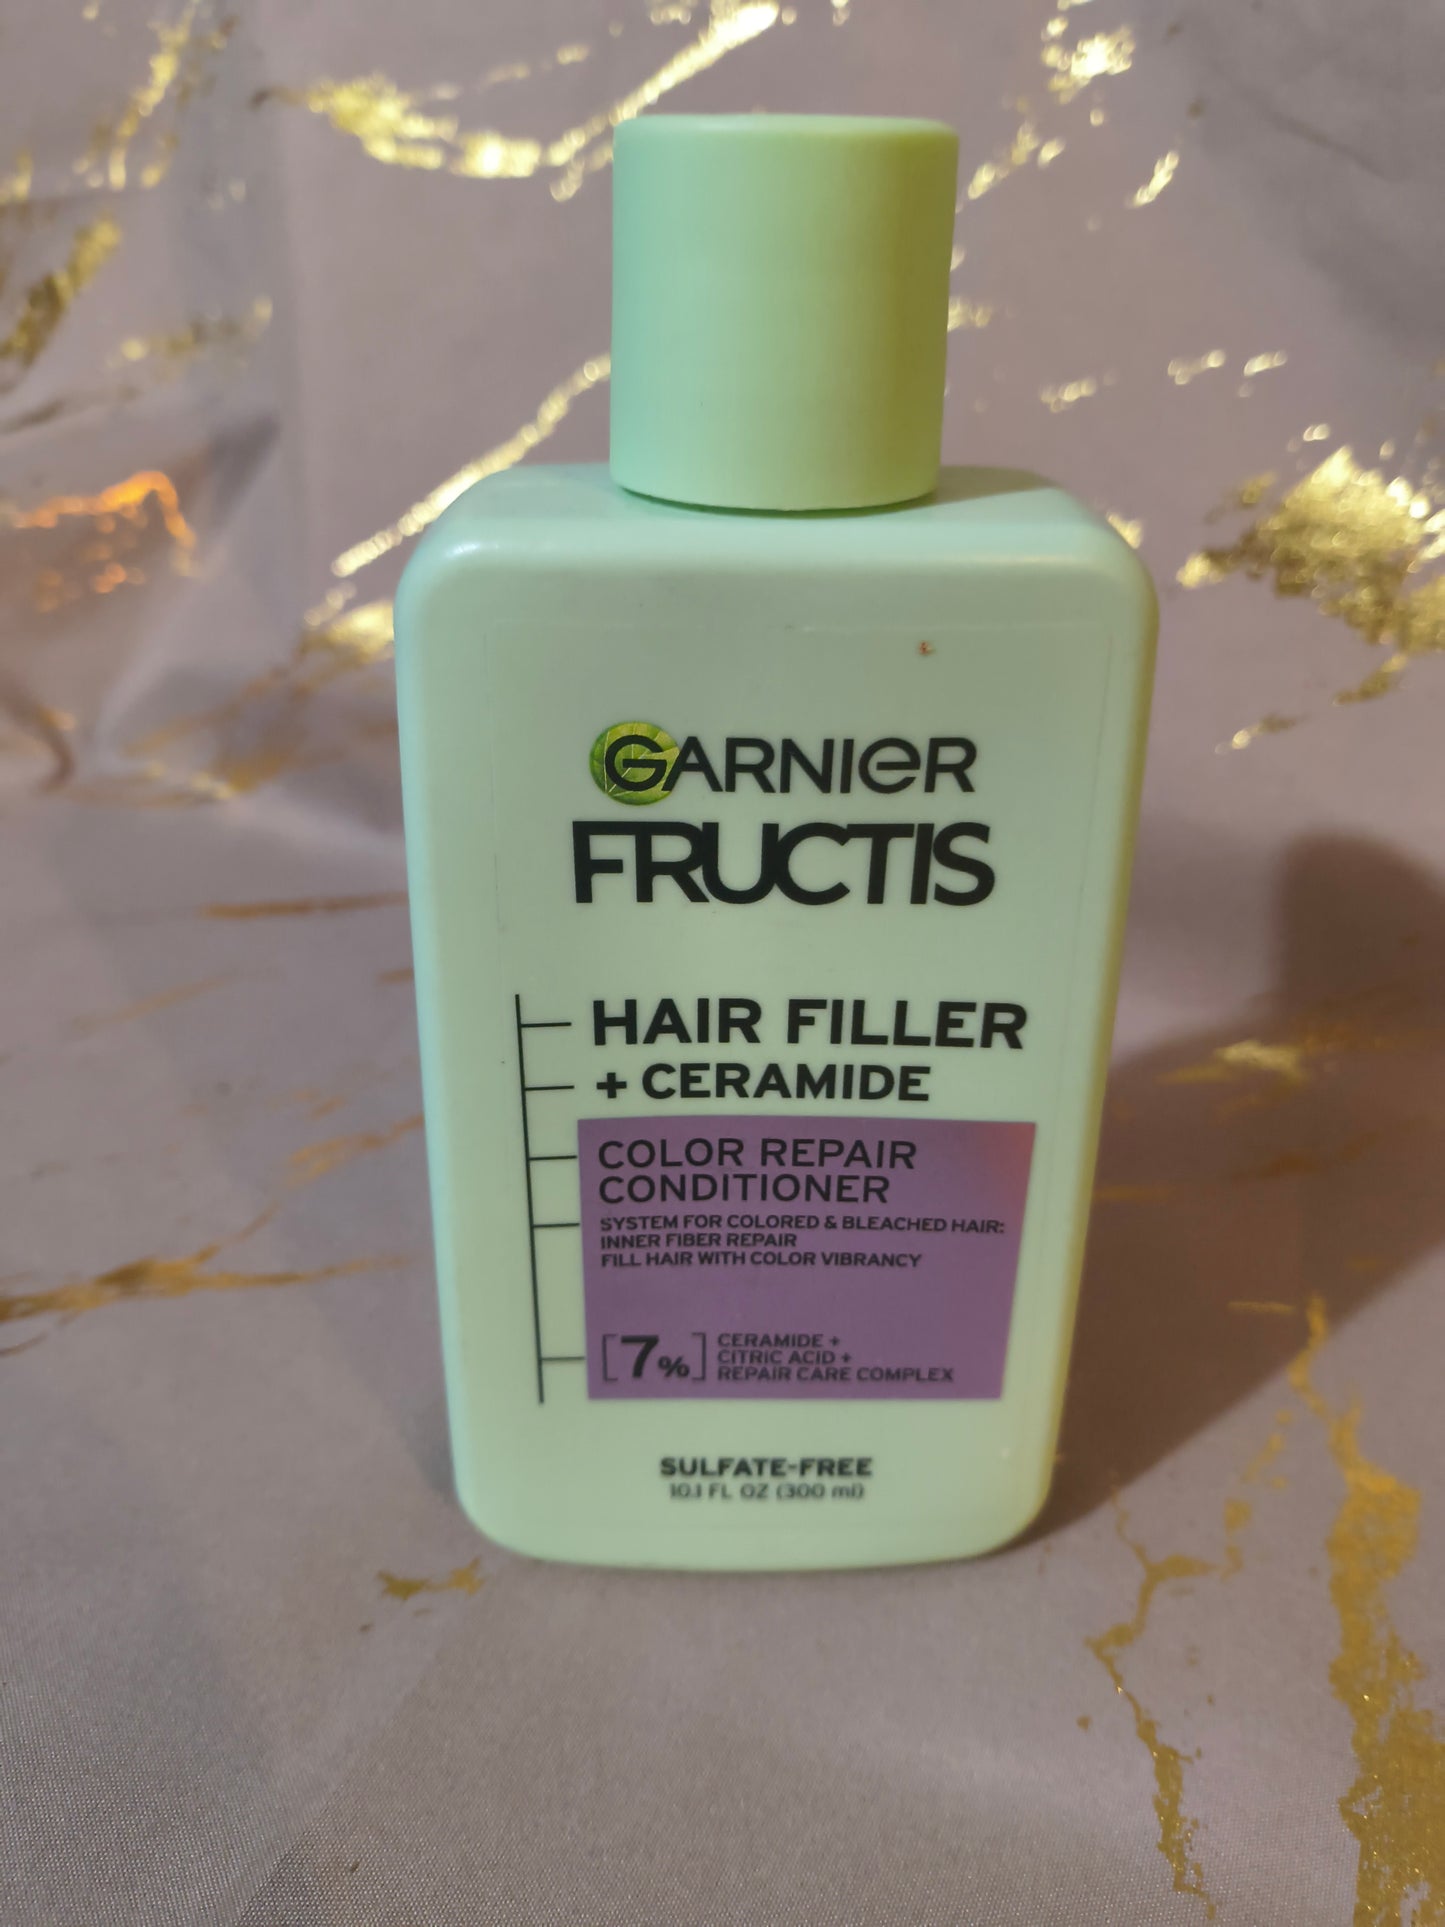 GARNIER
FRUCTIS
HAIR FILLER
+ CERAMIDE
COLOR REPAIR
CONDITIONER
SYSTEM FOR COLORED & BLEACHED HAIR:
INNER FIBER REPAIR
FILL HAIR WITH COLOR VIBRANCY
[7%] CERAMIDE +
CITRIC ACID +
REPAIR CARE COMPLEX
SULFATE-FREE
10.1 FL OZ (300 ml)